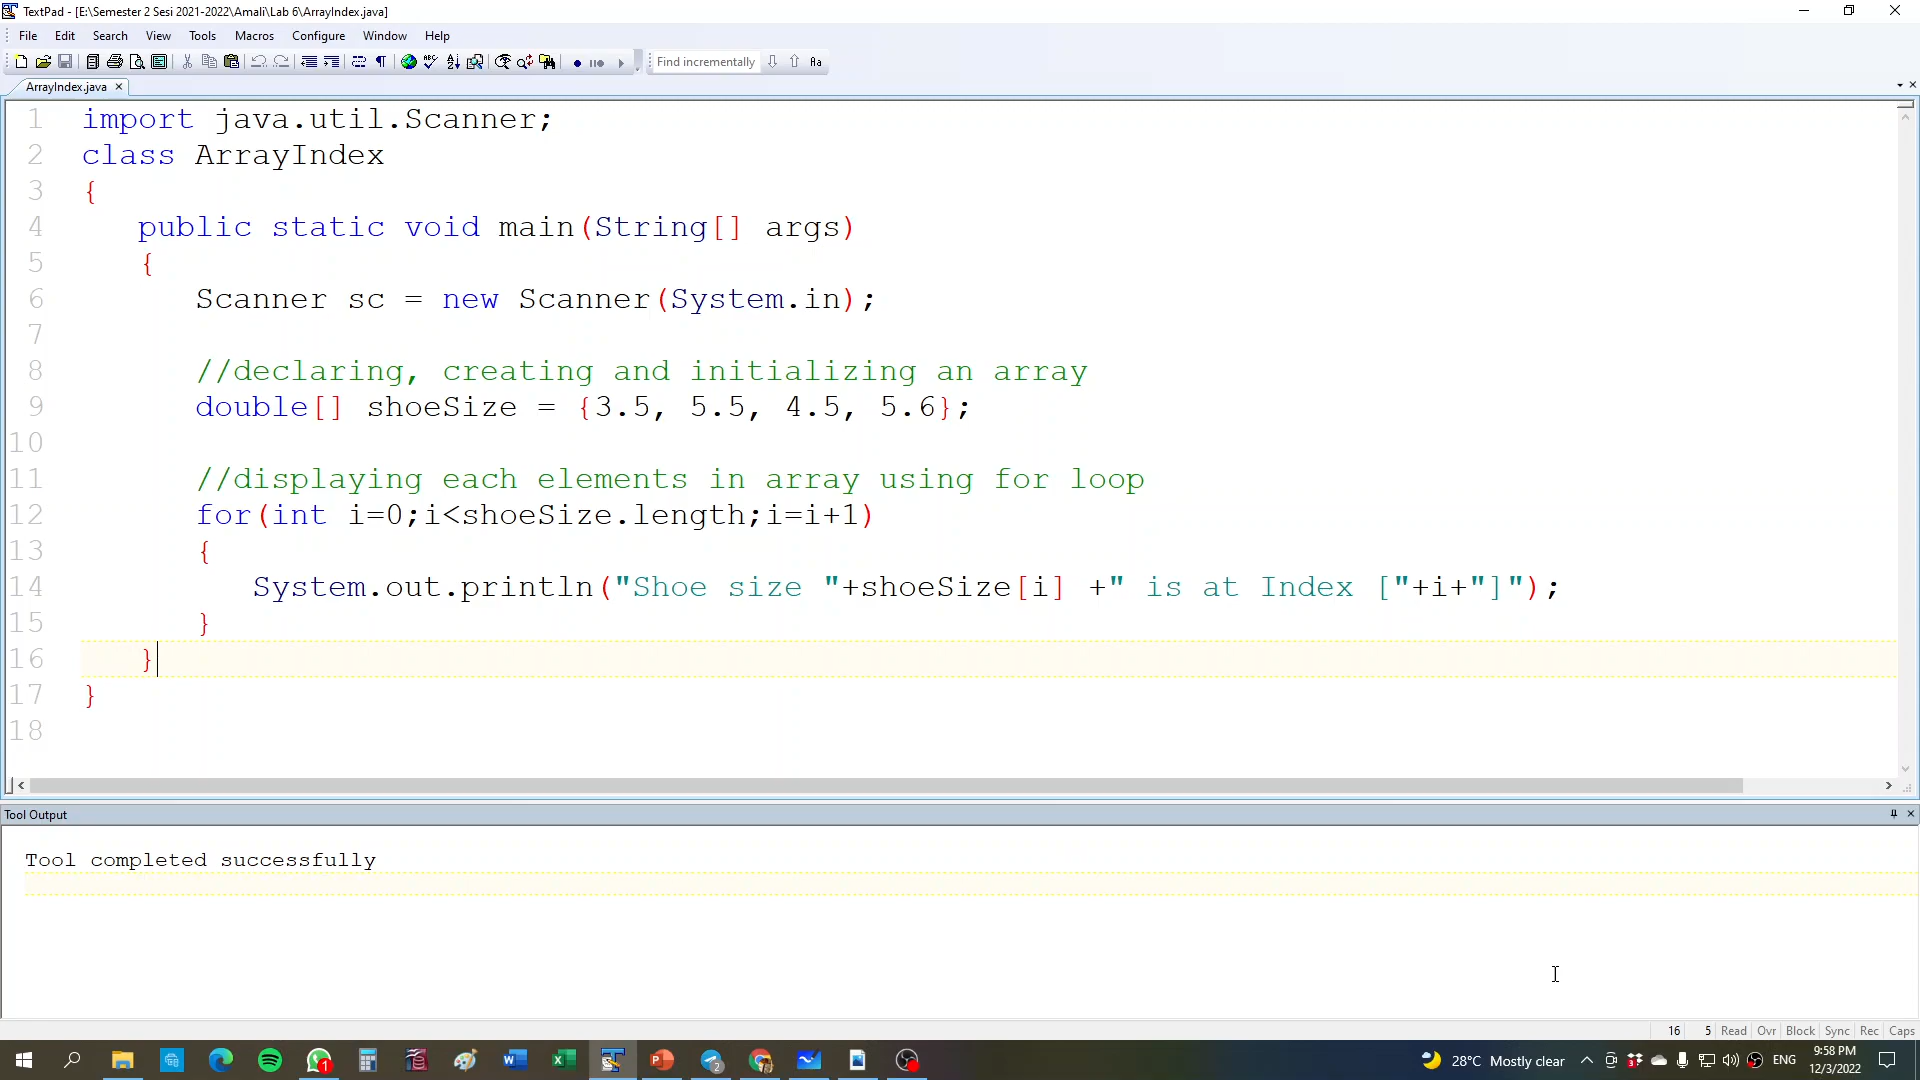 TextPad - [E:\Semester 2 Sesi 2021-2022\Amali\Lab 6\ArrayIndex.java]
File Edit Search View Tools Macros Configure Window Help
Find incrementally
ArrayIndex.java
1 import java.util.Scanner;
2 class ArrayIndex
3 {
4 public static void main(String[] args)
5 {
6 Scanner sc = new Scanner(System.in);
7
8 //declaring, creating and initializing an array
9 double[] shoeSize = {3.5, 5.5, 4.5, 5.6};
10
11 //displaying each elements in array using for loop
12 for(int i=0;i<shoeSize.length;i=i+1)
13 {
14 System.out.println("Shoe size "+shoeSize[i] +" is at Index ["+i+"]");
15 }
16 }
17 }
18
Tool Output
Tool completed successfully
16 5 Read Ovr Block Sync Rec Caps
28°C Mostly clear ENG 9:58 PM
12/3/2022